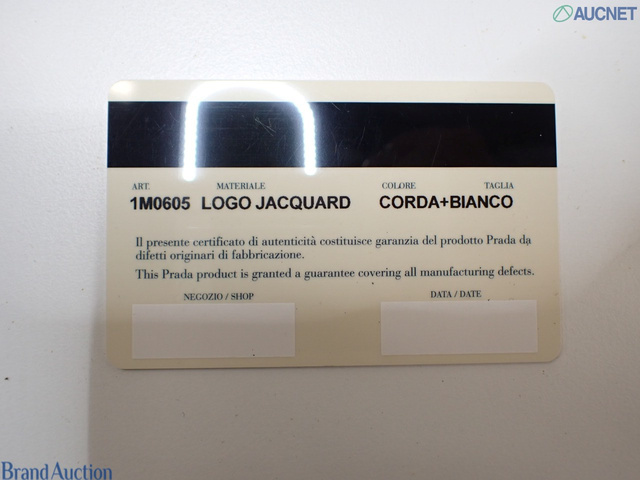 AUCNET
ART. MATERIALE COLORE TAGLIA
1M0605 LOGO JACQUARD CORDA+BIANCO
Il presente certificato di autenticità costituisce garanzia del prodotto Prada da
difetti originari di fabbricazione.
This Prada product is granted a guarantee covering all manufacturing defects.
NEGOZIO / SHOP DATA / DATE
Brand Auction